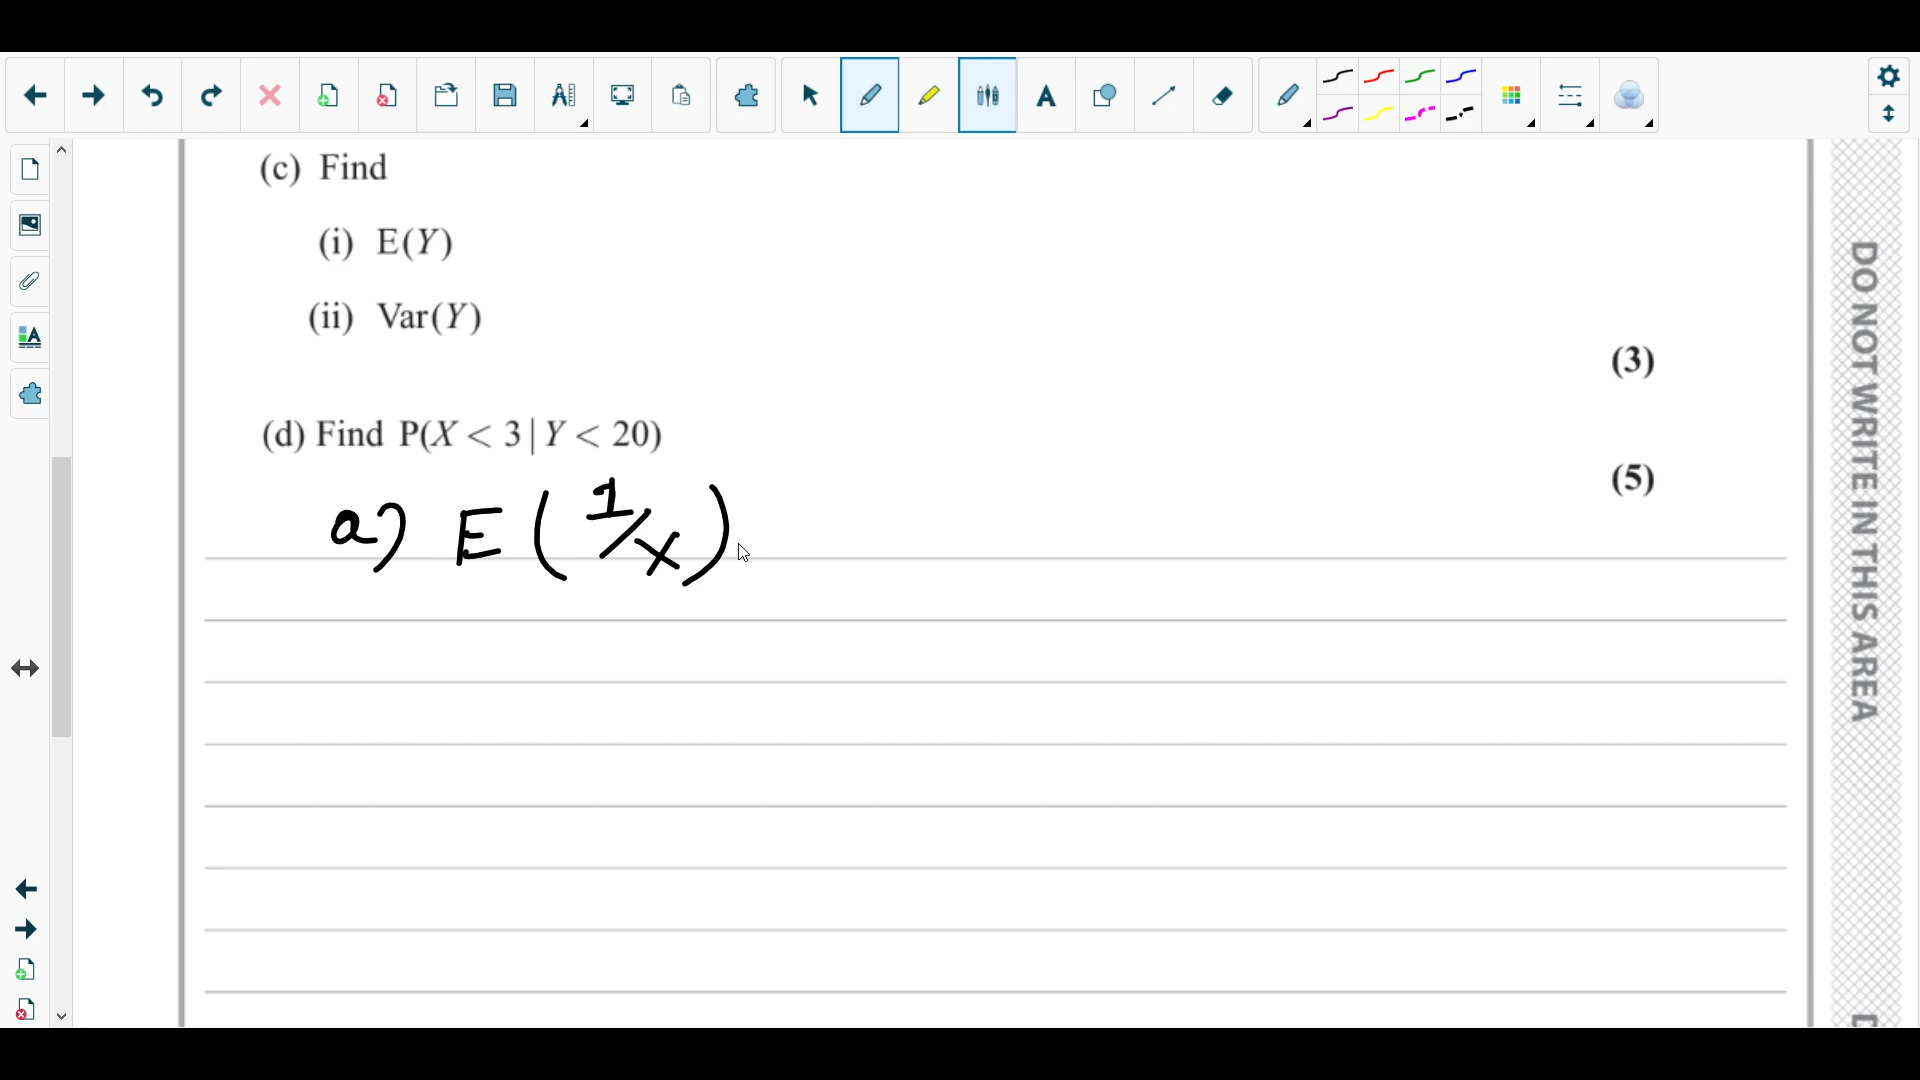 (c) Find
(i) E(Y)
(ii) Var(Y)
(3)
(d) Find P(X < 3 | Y < 20)
(5)
a) E(1/X)
DO NOT WRITE IN THIS AREA